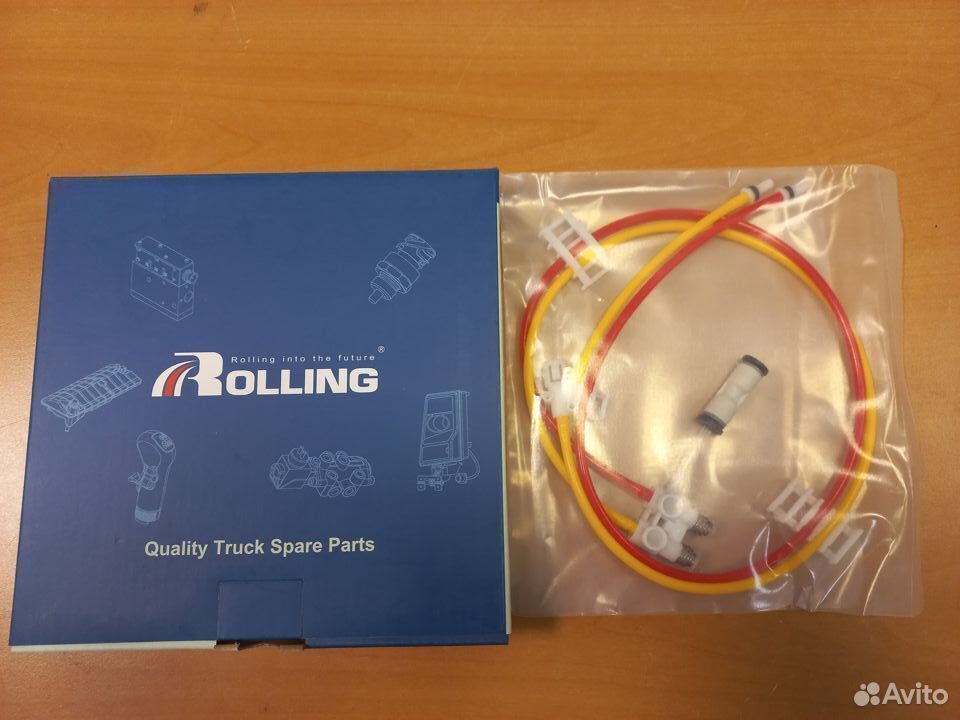 Rolling into the future ®
ROLLING
Quality Truck Spare Parts
Avito